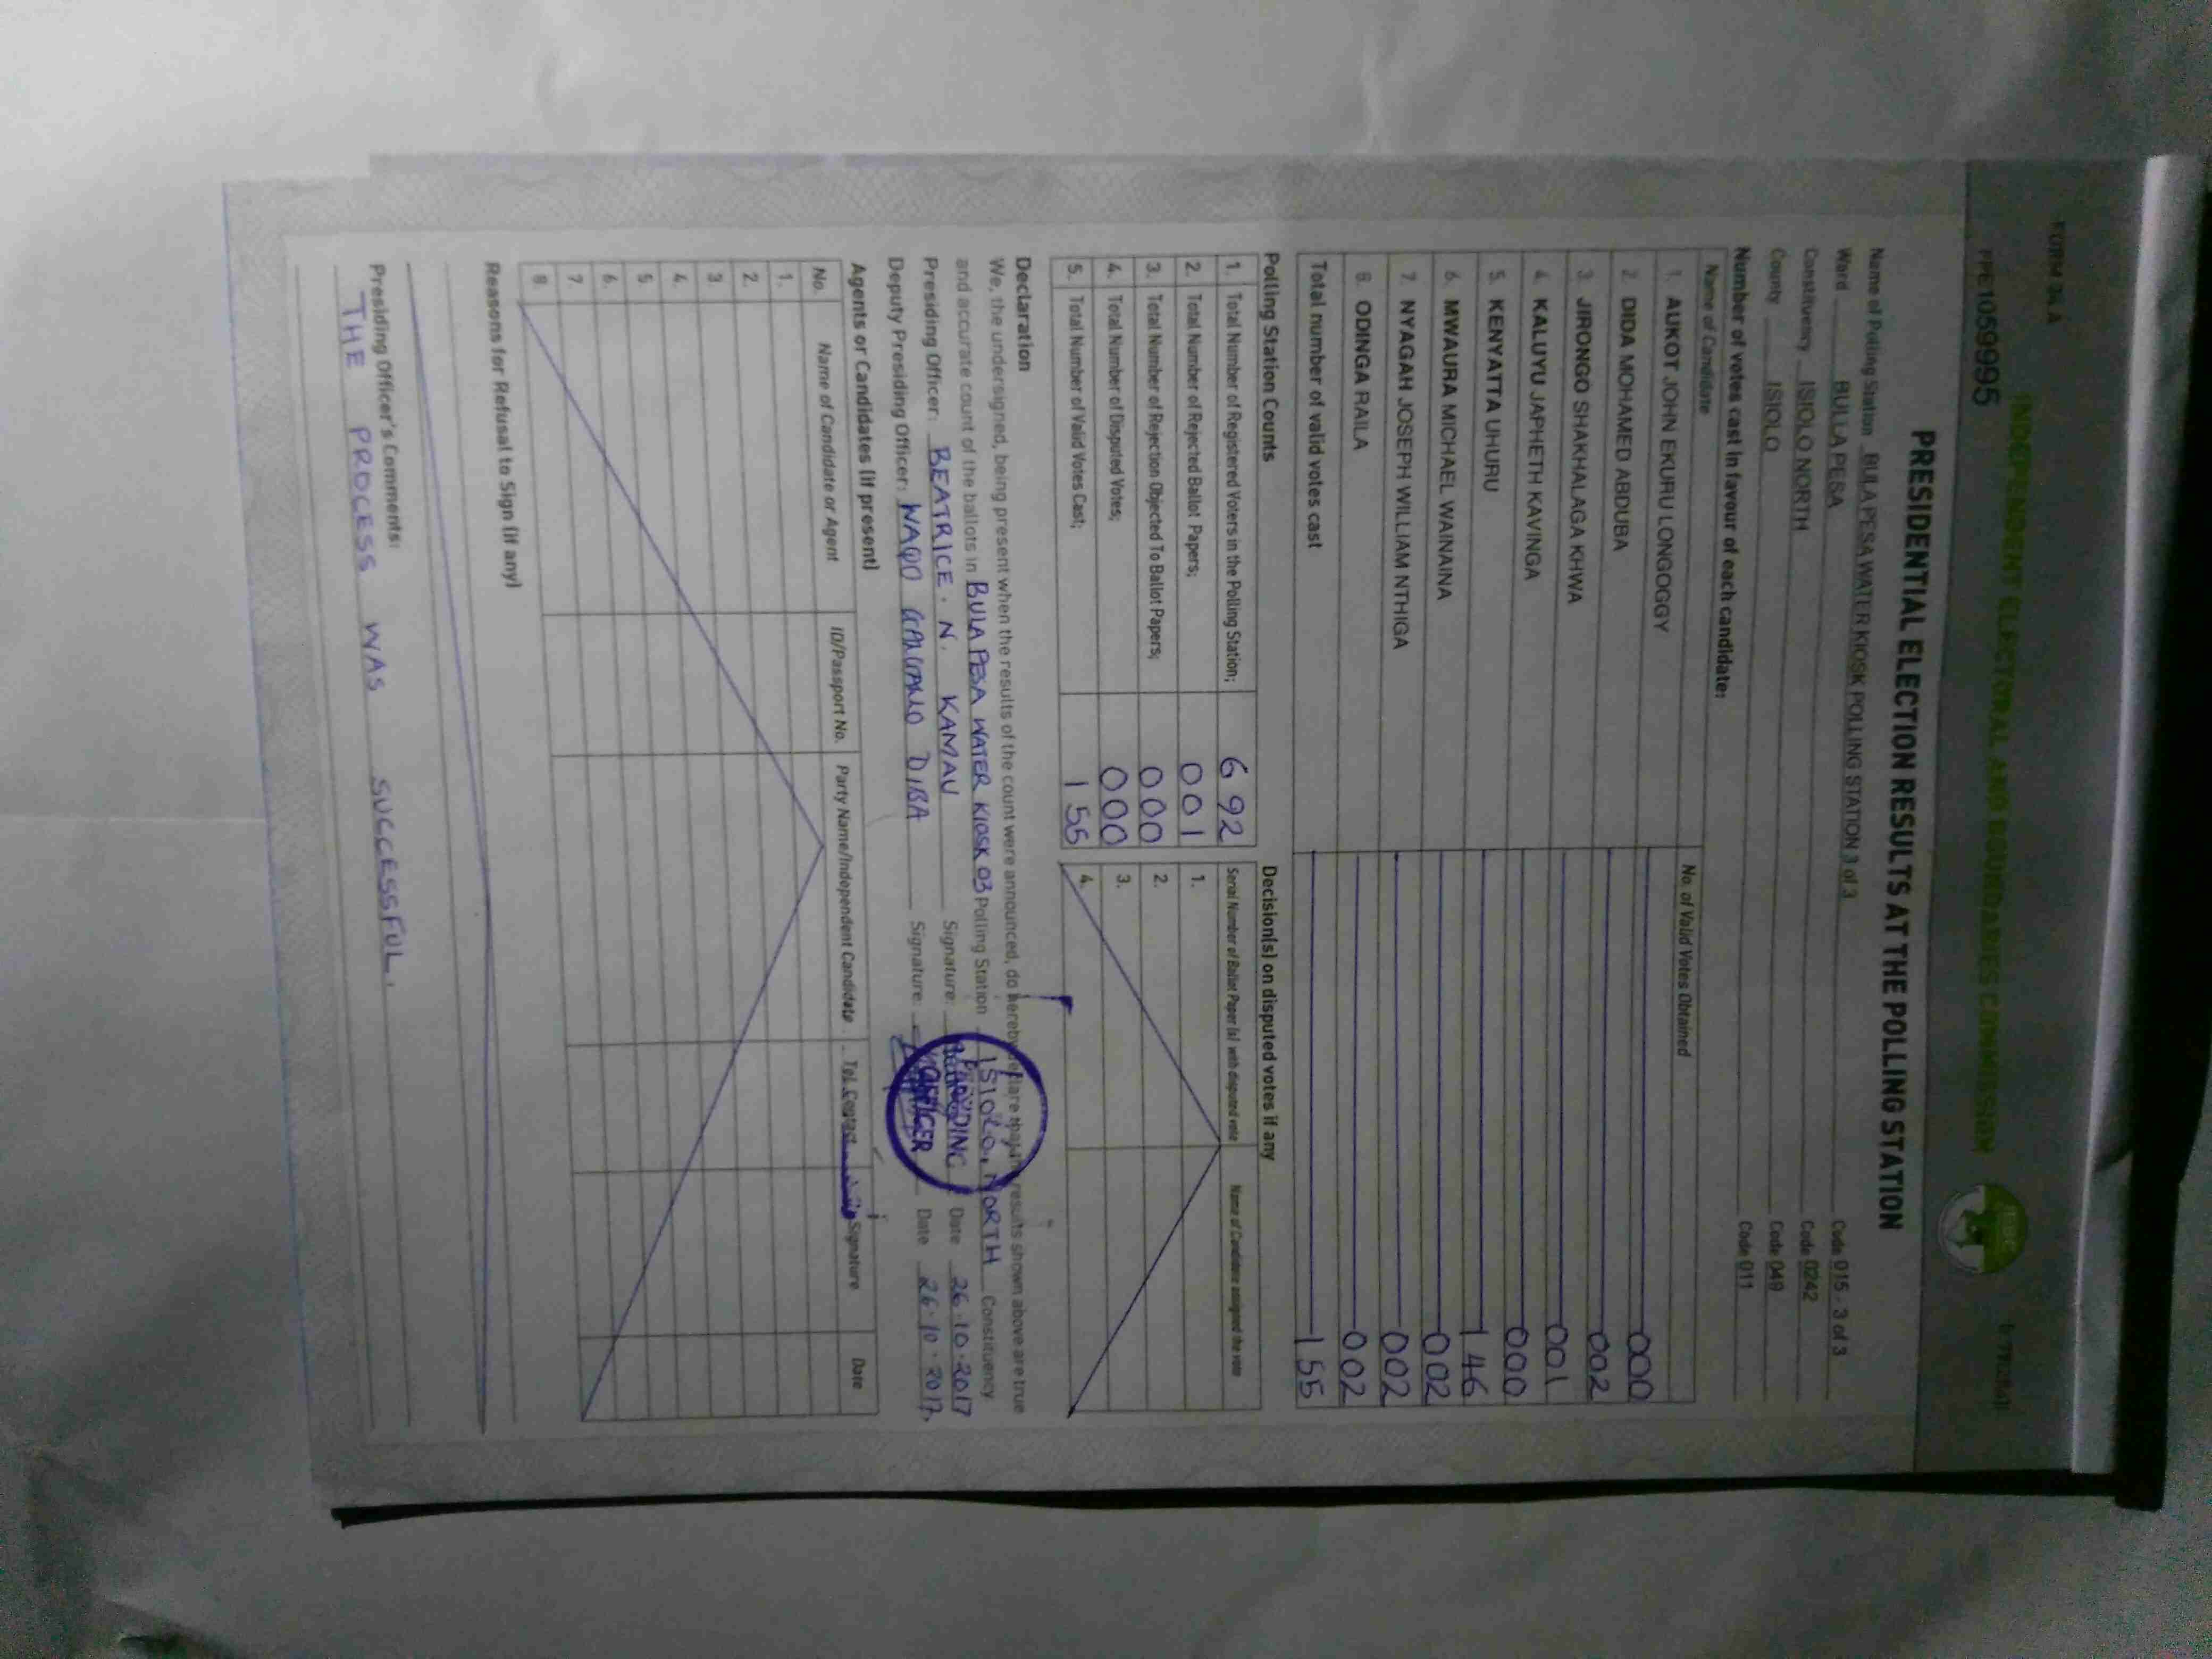 FORM 34 A
INDEPENDENT ELECTORAL AND BOUNDARIES COMMISSION
PPE1059995
PRESIDENTIAL ELECTION RESULTS AT THE POLLING STATION
Name of Polling Station BULA PESA WATER KIOSK POLLING STATION 3 of 3 Code 015 - 3 of 3
Ward BULLA PESA Code 0242
Constituency ISIOLO NORTH Code 049
County ISIOLO Code 011
Number of votes cast in favour of each candidate:
Name of Candidate No. of Valid Votes Obtained
1. AUKOT JOHN EKURU LONGOGGY 000
2. DIDA MOHAMED ABDUBA 002
3. JIRONGO SHAKHALAGA KHWA 001
4. KALUYU JAPHETH KAVINGA 000
5. KENYATTA UHURU 146
6. MWAURA MICHAEL WAINAINA 002
7. NYAGAH JOSEPH WILLIAM NTHIGA 002
8. ODINGA RAILA 002
Total number of valid votes cast 155
Polling Station Counts
1. Total Number of Registered Voters in the Polling Station; 692
2. Total Number of Rejected Ballot Papers; 001
3. Total Number of Rejection Objected To Ballot Papers; 000
4. Total Number of Disputed Votes; 000
5. Total Number of Valid Votes Cast; 155
Decision(s) on disputed votes if any
Serial Number of Ballot Paper (s) with disputed vote Name of Candidate assigned the vote
1.
2.
3.
4.
Declaration
We, the undersigned, being present when the results of the count were announced, do hereby declare that the results shown above are true
and accurate count of the ballots in BULA PESA WATER KIOSK 03 Polling Station ISIOLO NORTH Constituency
Presiding Officer: BEATRICE . N. KAMAU Signature: Date 26.10.2017
Deputy Presiding Officer: WAQO DIBA Signature: Date 26.10.2017
PRESIDING
OFFICER
Agents or Candidates (if present)
No. Name of Candidate or Agent ID/Passport No. Party Name/Independent Candidate Tel. Contact Signature Date
1.
2.
3.
4.
5.
6.
7.
8.
Reasons for Refusal to Sign (if any)
Presiding Officer's Comments:
THE PROCESS WAS SUCCESSFUL.